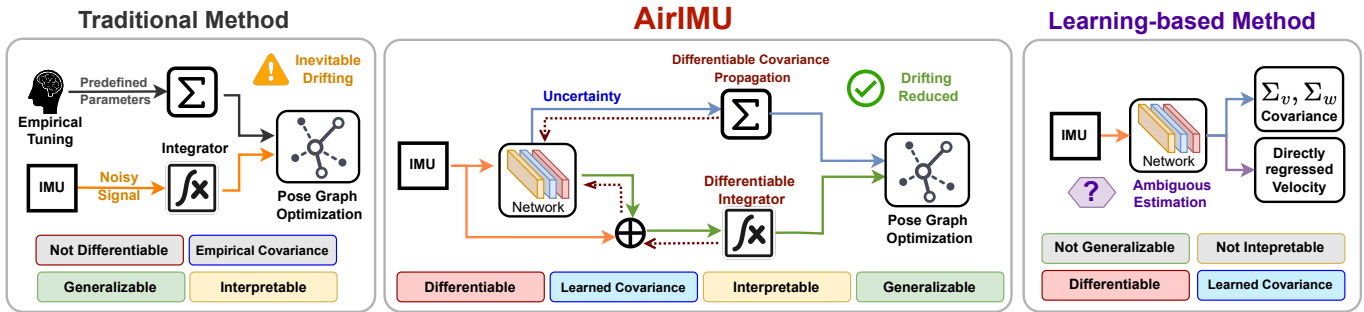 Traditional Method
Predefined
Parameters
Empirical
Tuning
Σ
Inevitable
Drifting
IMU
Noisy
Signal
Integrator
∫x
Pose Graph
Optimization
Not Differentiable
Empirical Covariance
Generalizable
Interpretable
AirIMU
Differentiable Covariance
Propagation
Uncertainty
Σ
Drifting
Reduced
IMU
Network
Differentiable
Integrator
∫x
Pose Graph
Optimization
Differentiable
Learned Covariance
Interpretable
Generalizable
Learning-based Method
IMU
Network
Σv, Σw
Covariance
Directly
regressed
Velocity
?
Ambiguous
Estimation
Not Generalizable
Not Intepretable
Differentiable
Learned Covariance